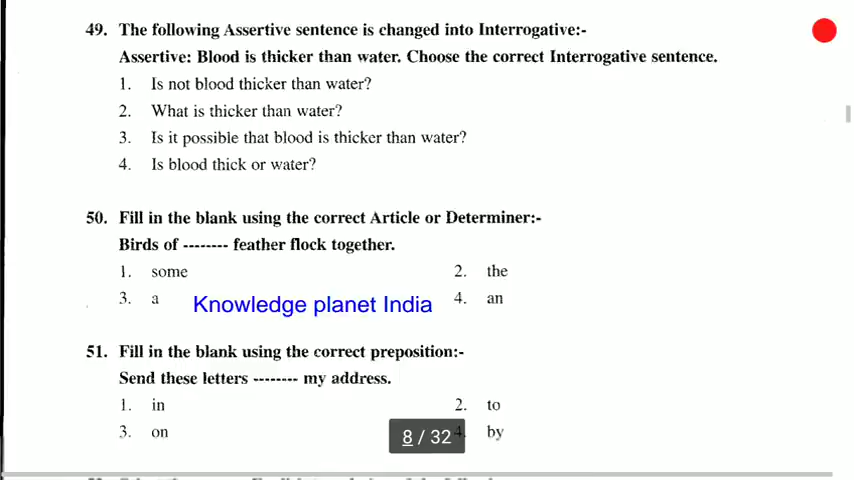 49. The following Assertive sentence is changed into Interrogative:-
Assertive: Blood is thicker than water. Choose the correct Interrogative sentence.
1. Is not blood thicker than water?
2. What is thicker than water?
3. Is it possible that blood is thicker than water?
4. Is blood thick or water?
50. Fill in the blank using the correct Article or Determiner:-
Birds of -------- feather flock together.
1. some 2. the
3. a Knowledge planet India 4. an
51. Fill in the blank using the correct preposition:-
Send these letters -------- my address.
1. in 2. to
3. on 8 / 32 4. by